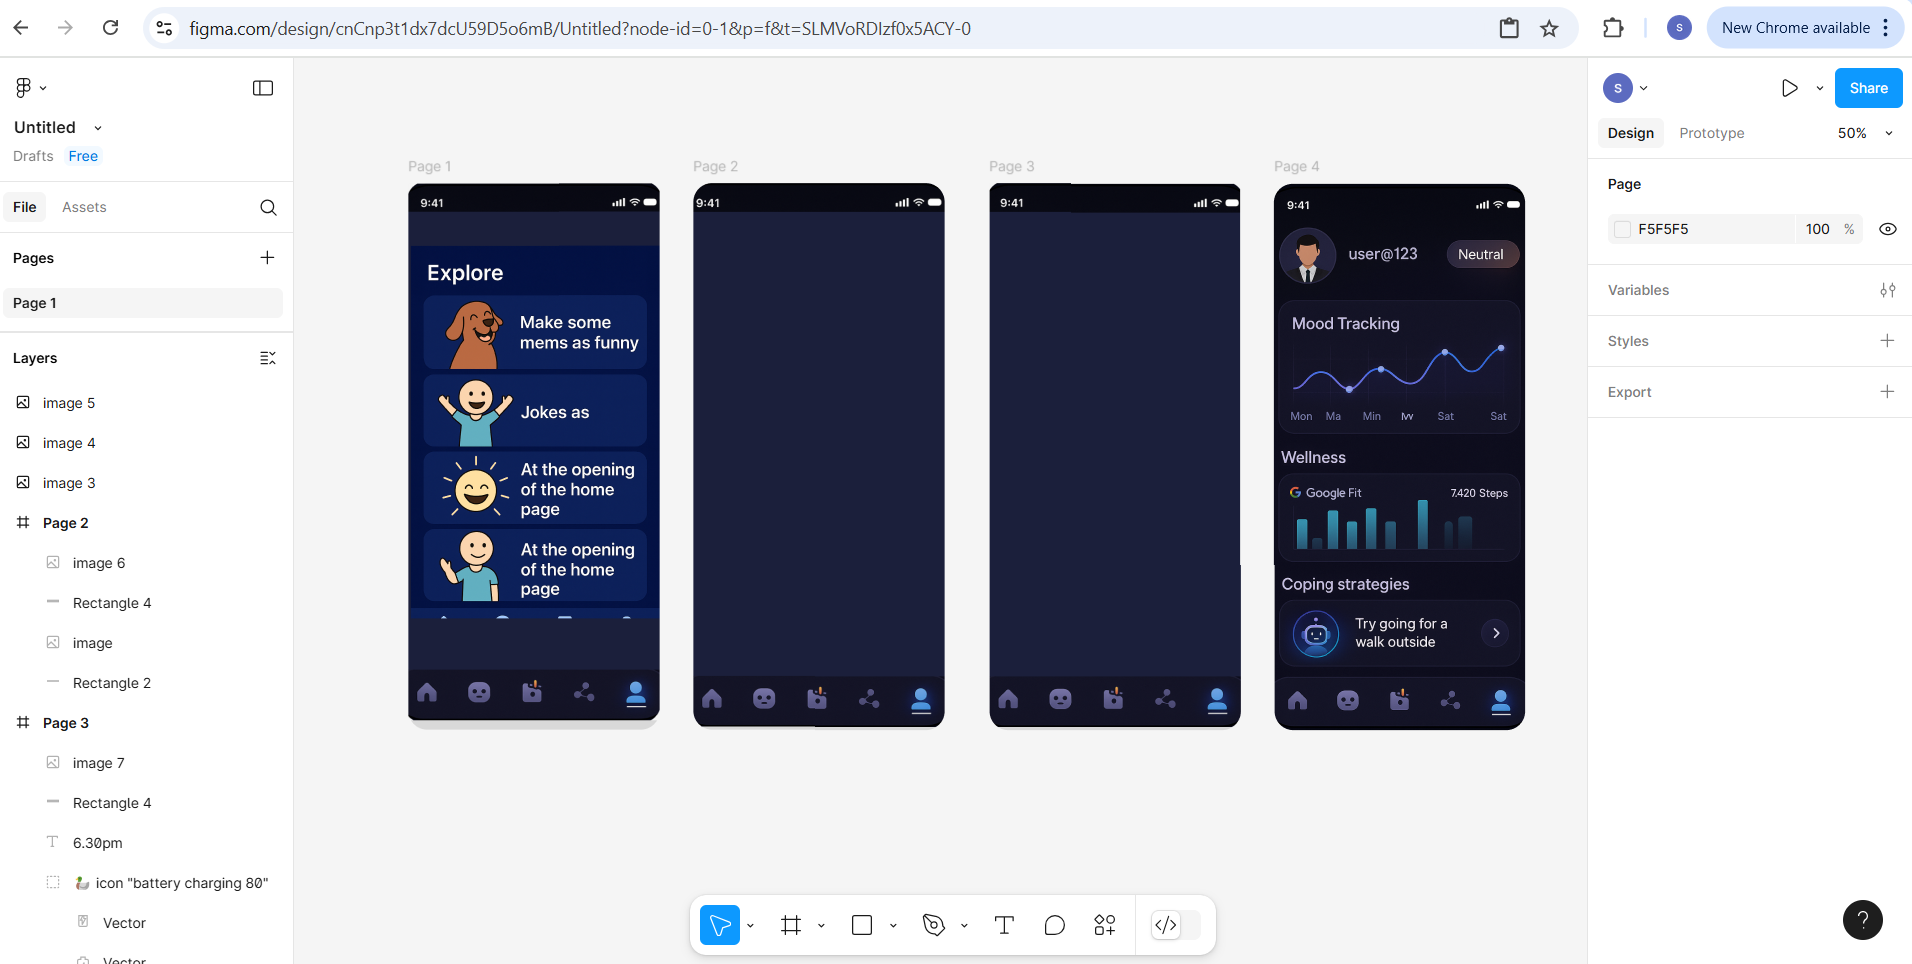 figma.com/design/cnCnp3t1dx7dcU59D5o6mB/Untitled?node-id=0-1&p=f&t=SLMVoRDIzf0x5ACY-0
S
New Chrome available
Untitled
Drafts Free
File Assets
Pages
Page 1
Layers
image 5
image 4
image 3
Page 2
image 6
Rectangle 4
image
Rectangle 2
Page 3
image 7
Rectangle 4
6.30pm
icon "battery charging 80"
Vector
Vector
Page 1
9:41
Explore
Make some
mems as funny
Jokes as
At the opening
of the home
page
At the opening
of the home
page
Page 2
9:41
Page 3
9:41
Page 4
9:41
user@123
Neutral
Mood Tracking
Mon Ma Min Ivv Sat Sat
Wellness
Google Fit 7.420 Steps
Coping strategies
Try going for a
walk outside
S
Share
Design Prototype 50%
Page
F5F5F5 100 %
Variables
Styles
Export
?